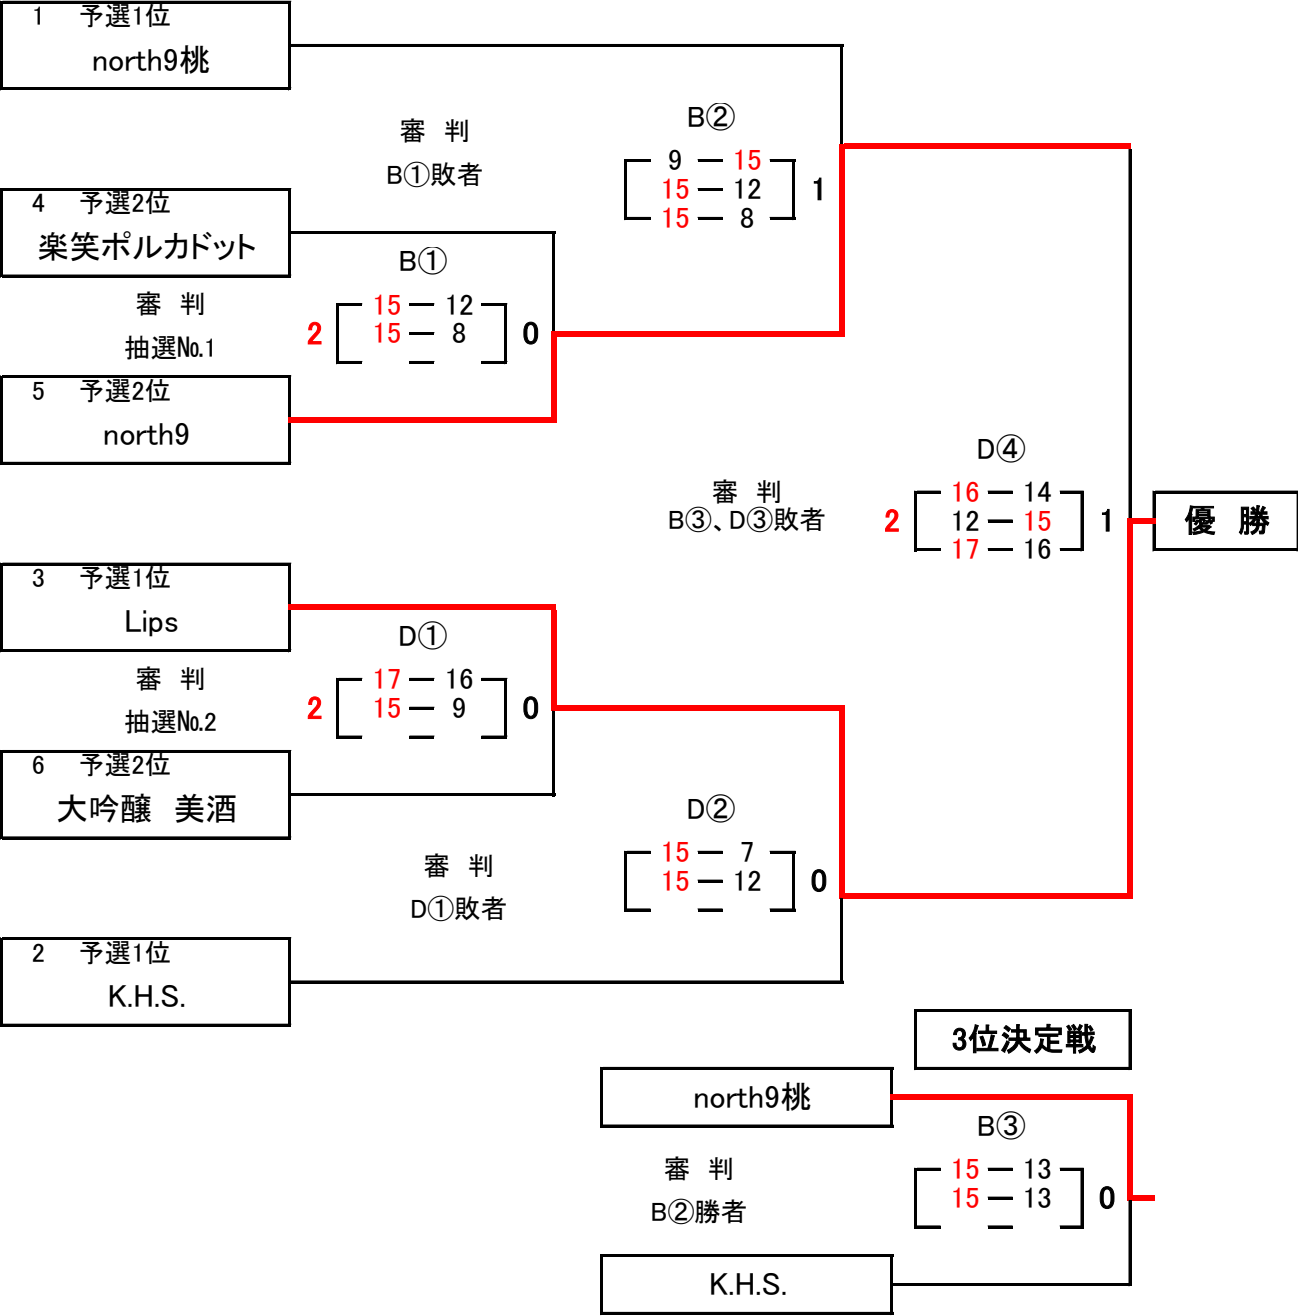 1 予選1位
north9桃
B②
審 判
B①敗者
9 ― 15
15 ― 12
15 ― 8
1
4 予選2位
楽笑ポルカドット
B①
審 判
抽選№1
2
15 ― 12
15 ― 8
―
0
5 予選2位
north9
D④
審 判
B③、D③敗者
2
16 ― 14
12 ― 15
17 ― 16
1
優 勝
3 予選1位
Lips
D①
審 判
抽選№2
2
17 ― 16
15 ― 9
―
0
6 予選2位
大吟醸 美酒
D②
審 判
D①敗者
15 ― 7
15 ― 12
―
0
2 予選1位
K.H.S.
3位決定戦
north9桃
B③
審 判
B②勝者
15 ― 13
15 ― 13
―
0
K.H.S.